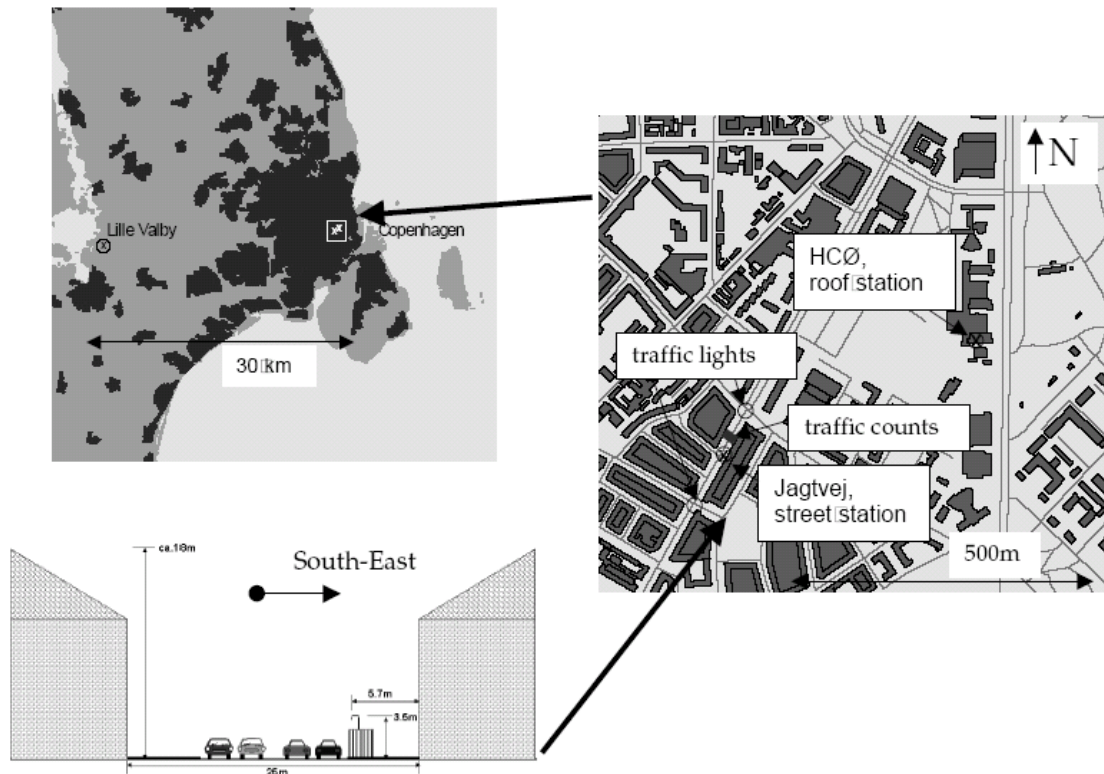 Lille Valby
Copenhagen
30 km
N
HCØ,
roof station
traffic lights
traffic counts
Jagtvej,
street station
500m
ca.18m
South-East
5.7m
3.5m
25m